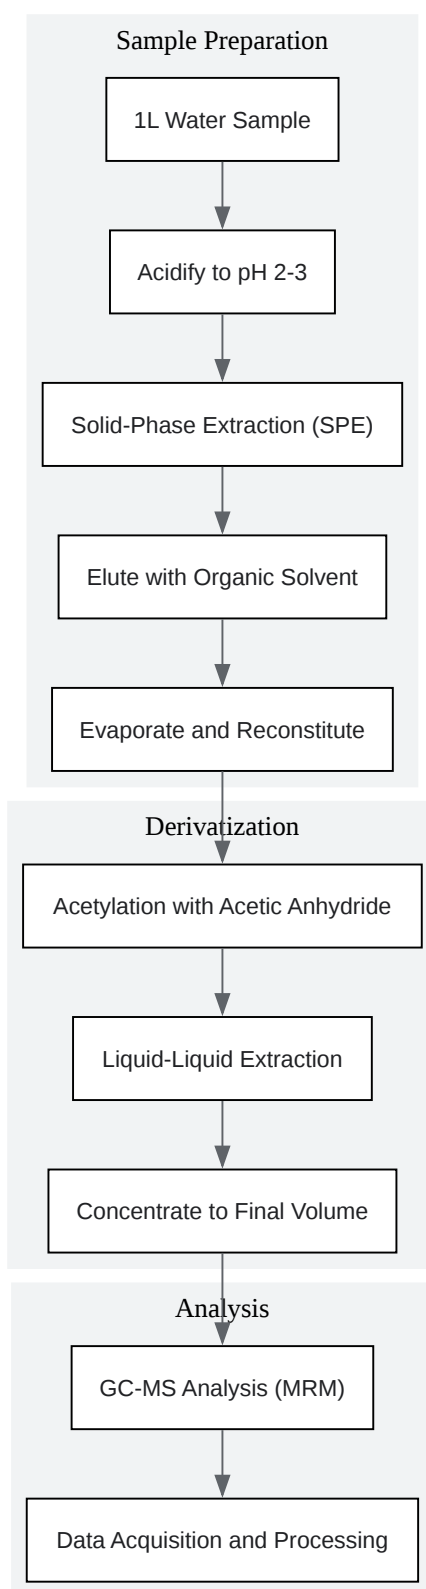 Sample Preparation
1L Water Sample
Acidify to pH 2-3
Solid-Phase Extraction (SPE)
Elute with Organic Solvent
Evaporate and Reconstitute
Derivatization
Acetylation with Acetic Anhydride
Liquid-Liquid Extraction
Concentrate to Final Volume
Analysis
GC-MS Analysis (MRM)
Data Acquisition and Processing